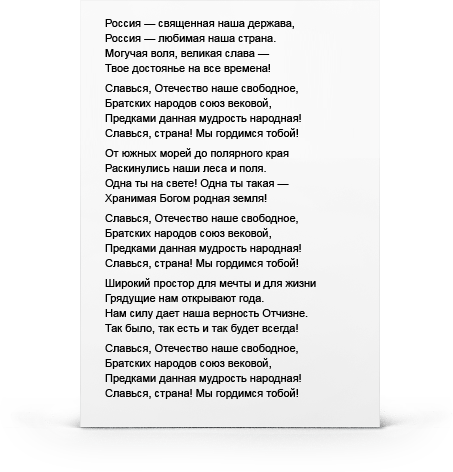 Россия — священная наша держава,
Россия — любимая наша страна.
Могучая воля, великая слава —
Твое достоянье на все времена!
Славься, Отечество наше свободное,
Братских народов союз вековой,
Предками данная мудрость народная!
Славься, страна! Мы гордимся тобой!
От южных морей до полярного края
Раскинулись наши леса и поля.
Одна ты на свете! Одна ты такая —
Хранимая Богом родная земля!
Славься, Отечество наше свободное,
Братских народов союз вековой,
Предками данная мудрость народная!
Славься, страна! Мы гордимся тобой!
Широкий простор для мечты и для жизни
Грядущие нам открывают года.
Нам силу дает наша верность Отчизне.
Так было, так есть и так будет всегда!
Славься, Отечество наше свободное,
Братских народов союз вековой,
Предками данная мудрость народная!
Славься, страна! Мы гордимся тобой!